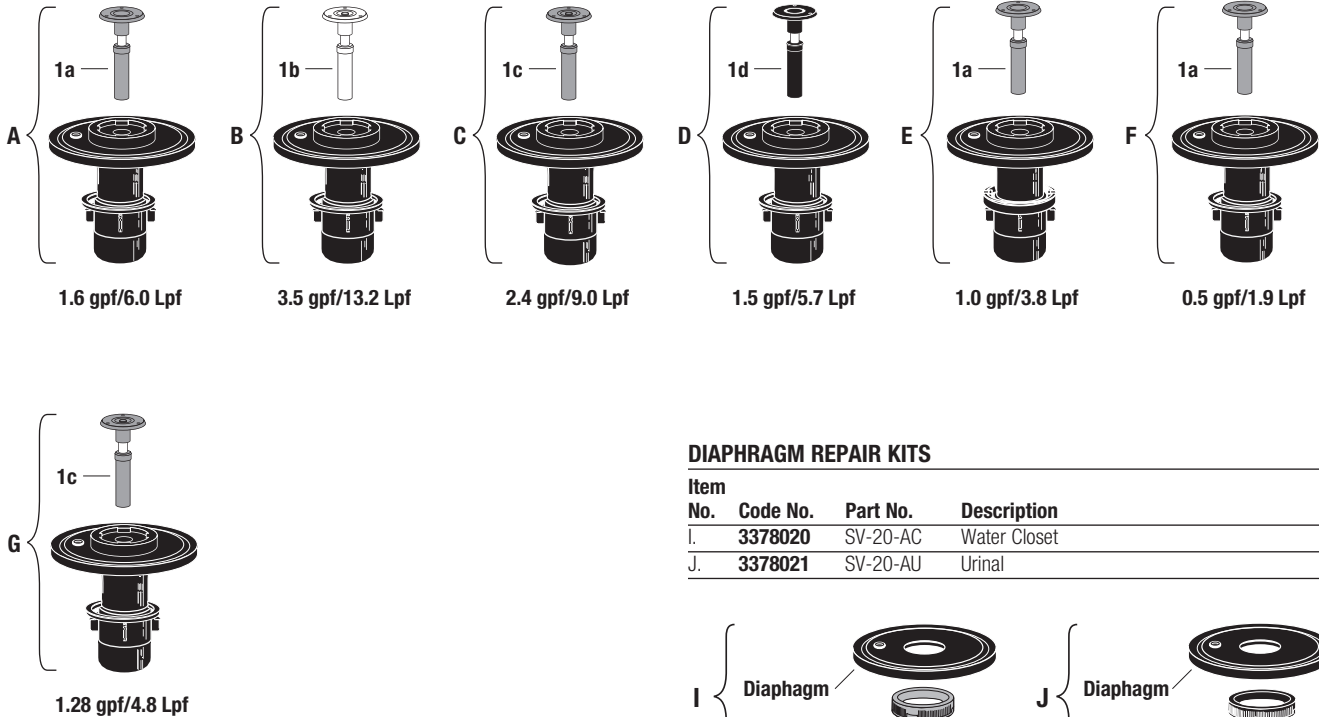 1a
1b
1c
1d
1a
1a
A
B
C
D
E
F
1.6 gpf/6.0 Lpf
3.5 gpf/13.2 Lpf
2.4 gpf/9.0 Lpf
1.5 gpf/5.7 Lpf
1.0 gpf/3.8 Lpf
0.5 gpf/1.9 Lpf
1c
G
1.28 gpf/4.8 Lpf
DIAPHRAGM REPAIR KITS
Item
No. Code No. Part No. Description
I. 3378020 SV-20-AC Water Closet
J. 3378021 SV-20-AU Urinal
I
Diaphagm
J
Diaphagm